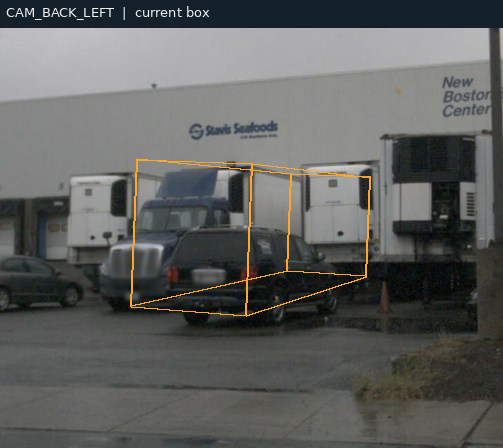 CAM_BACK_LEFT | current box
New
Boston
Center
Stavis Seafoods